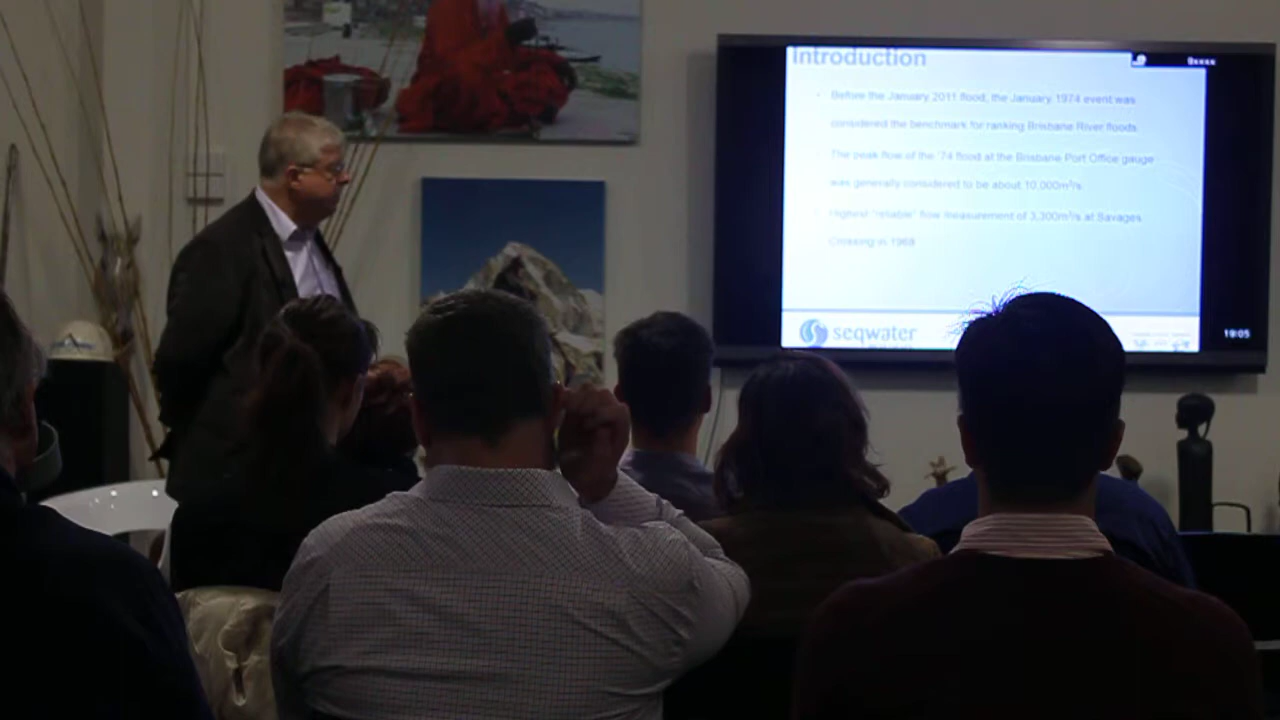 Introduction
Before the January 2011 flood, the January 1974 event was
considered the benchmark for ranking Brisbane River floods
The peak flow of the '74 flood at the Brisbane Port Office gauge
was generally considered to be about 10,000m³/s
Highest "reliable" flow measurement of 3,300m³/s at Savages
Crossing in 1968
seqwater
19:05